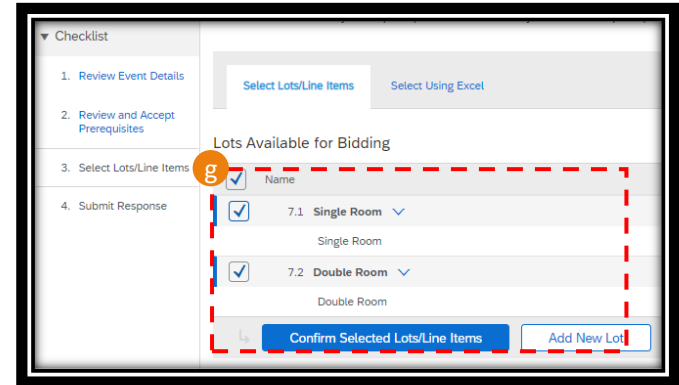 ▼ Checklist
1. Review Event Details
2. Review and Accept
Prerequisites
3. Select Lots/Line Items
4. Submit Response
Select Lots/Line Items Select Using Excel
Lots Available for Bidding
g
Name
7.1 Single Room
Single Room
7.2 Double Room
Double Room
Confirm Selected Lots/Line Items Add New Lot